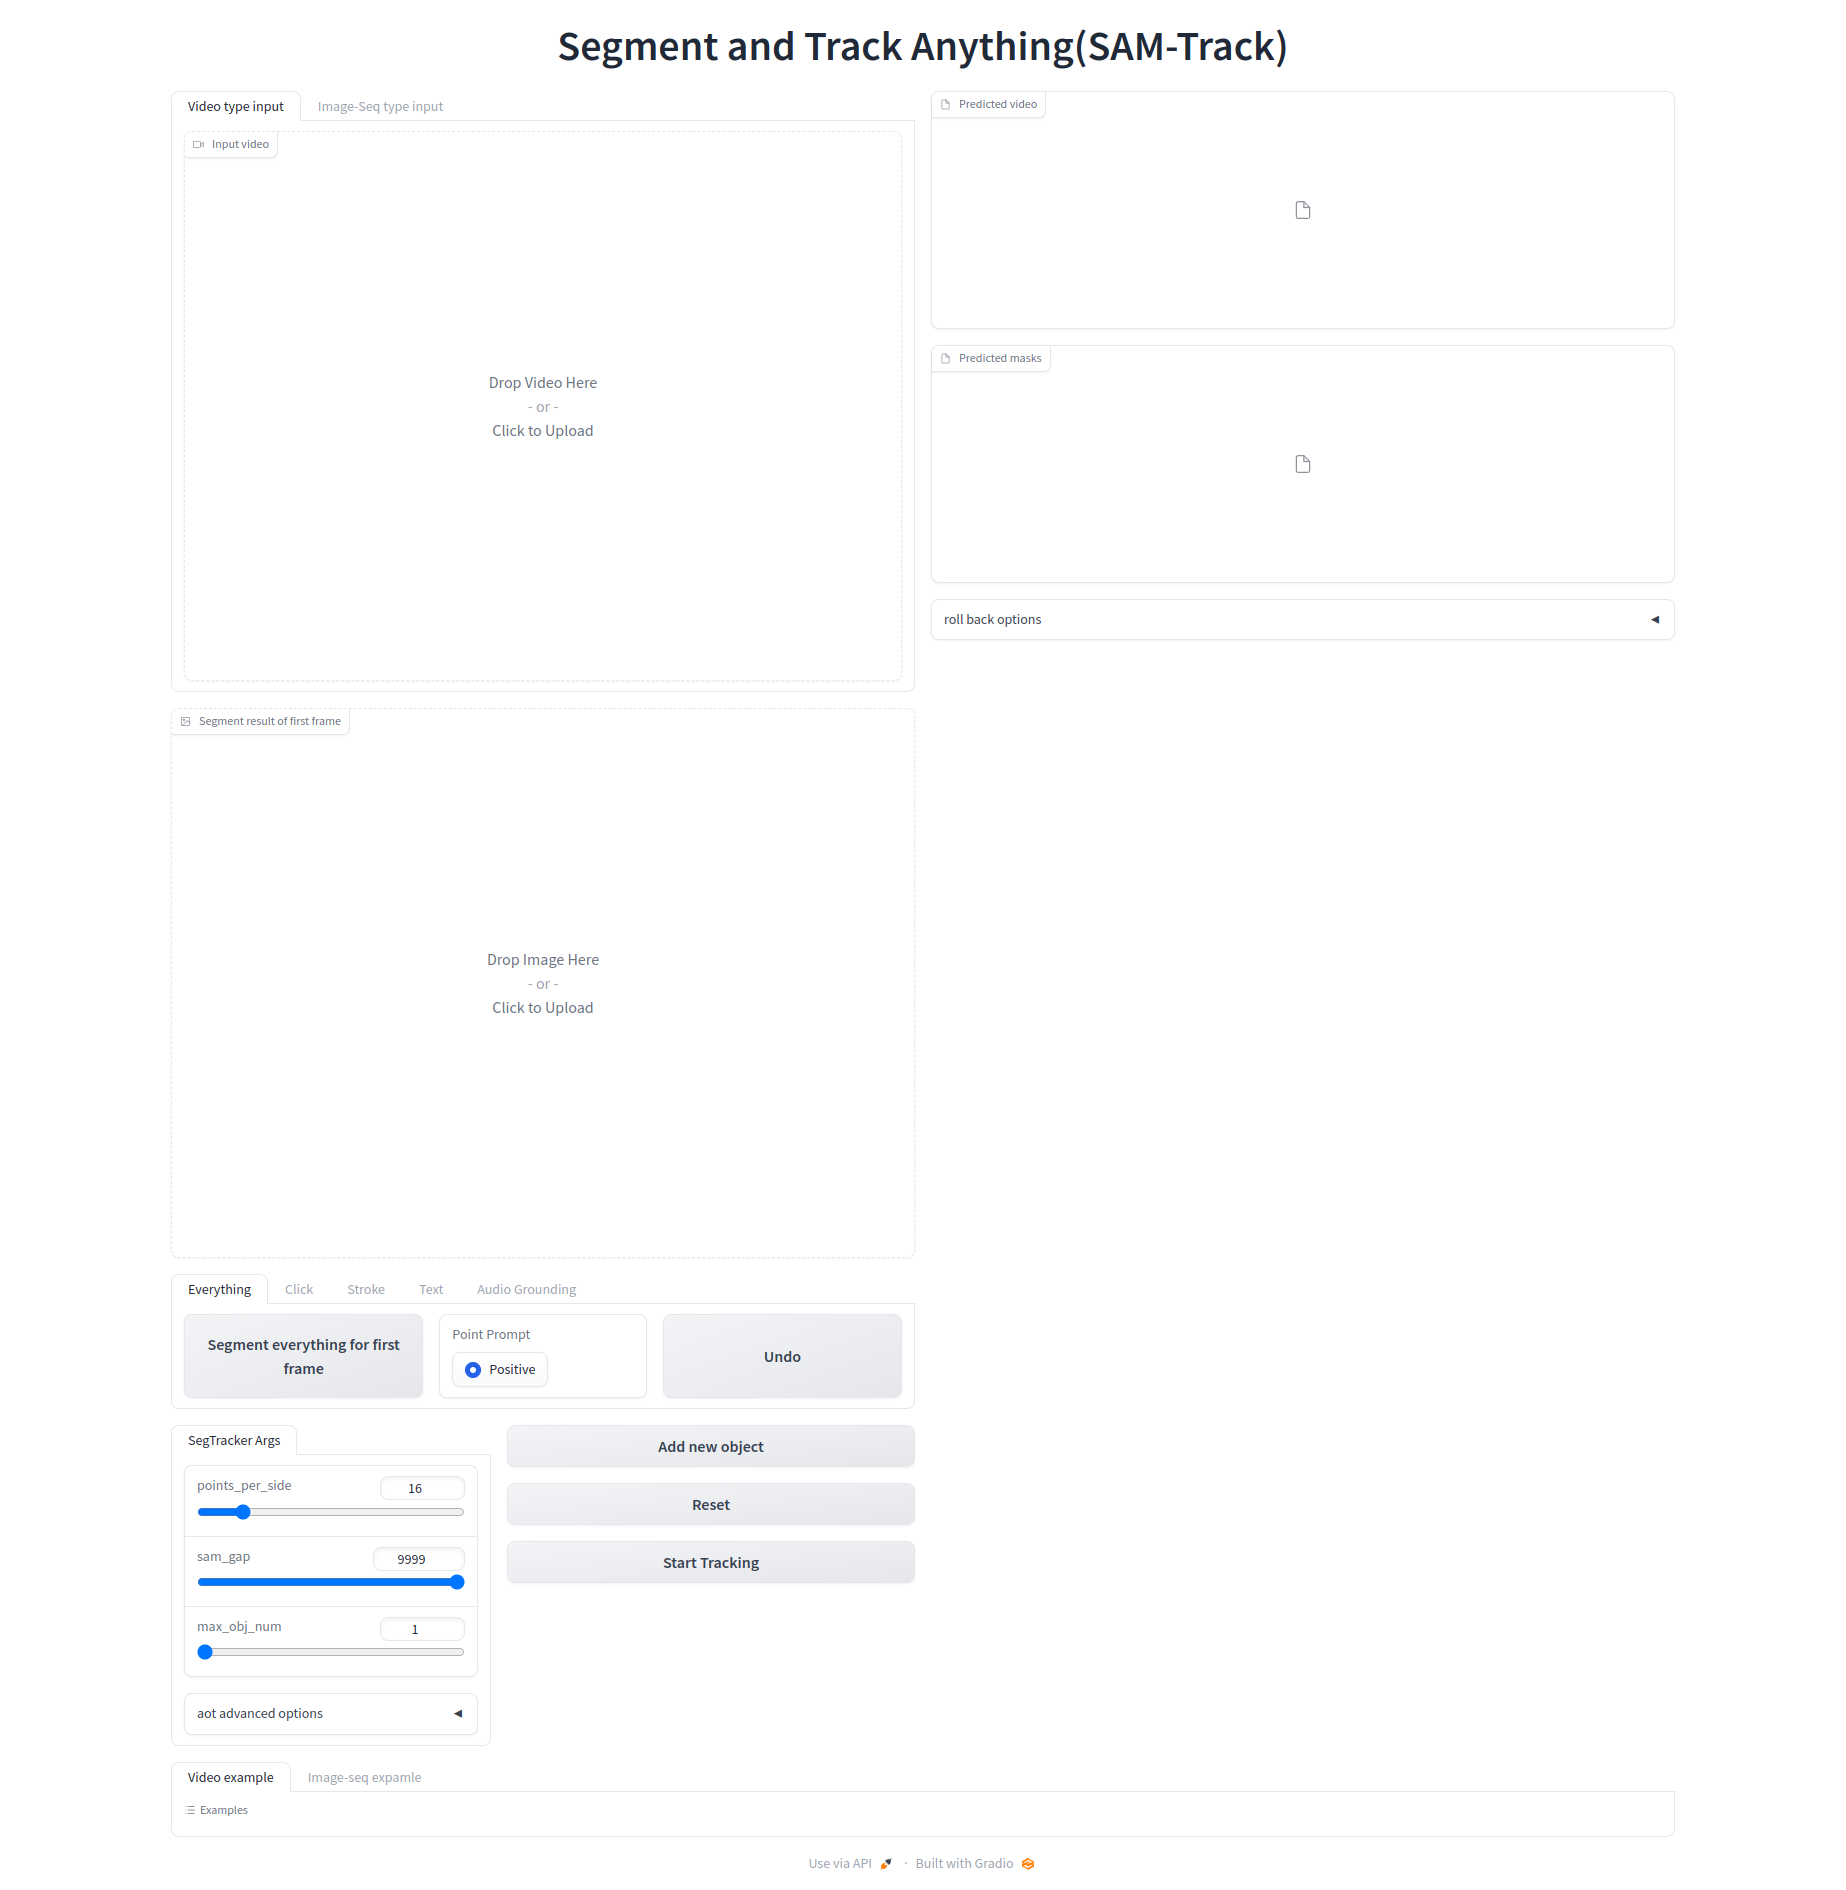 Segment and Track Anything(SAM-Track)
Video type input
Image-Seq type input
Input video
Drop Video Here
- or -
Click to Upload
Predicted video
Predicted masks
roll back options
Segment result of first frame
Drop Image Here
- or -
Click to Upload
Everything
Click
Stroke
Text
Audio Grounding
Segment everything for first
frame
Point Prompt
Positive
Undo
SegTracker Args
points_per_side
16
sam_gap
9999
max_obj_num
1
aot advanced options
Add new object
Reset
Start Tracking
Video example
Image-seq expamle
Examples
Use via API
·
Built with Gradio